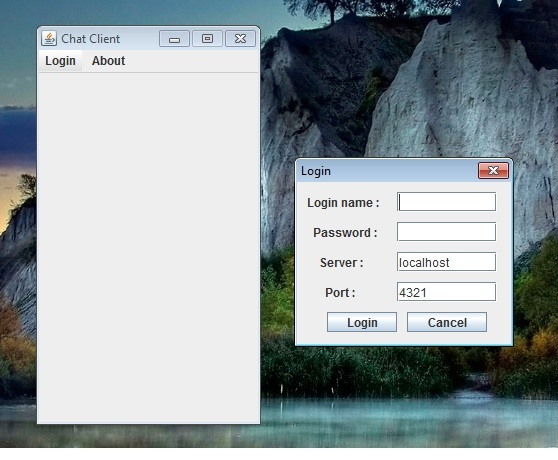 Chat Client
Login About
Login
Login name :
Password :
Server : localhost
Port : 4321
Login Cancel